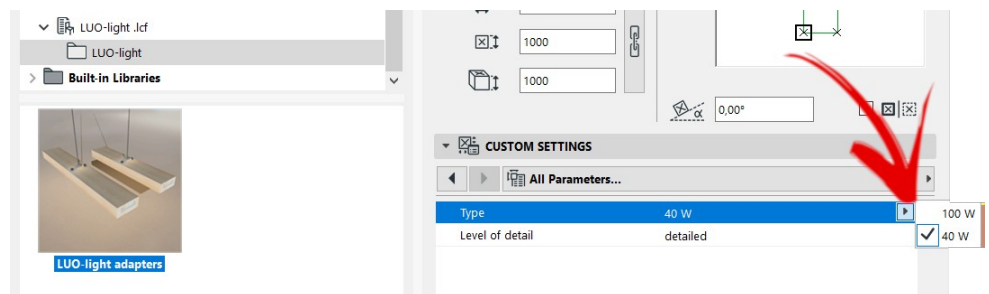 LUO-light .lcf
LUO-light
Built-in Libraries
LUO-light adapters
1000
1000
α 0,00°
CUSTOM SETTINGS
All Parameters...
Type 40 W
100 W
40 W
Level of detail detailed